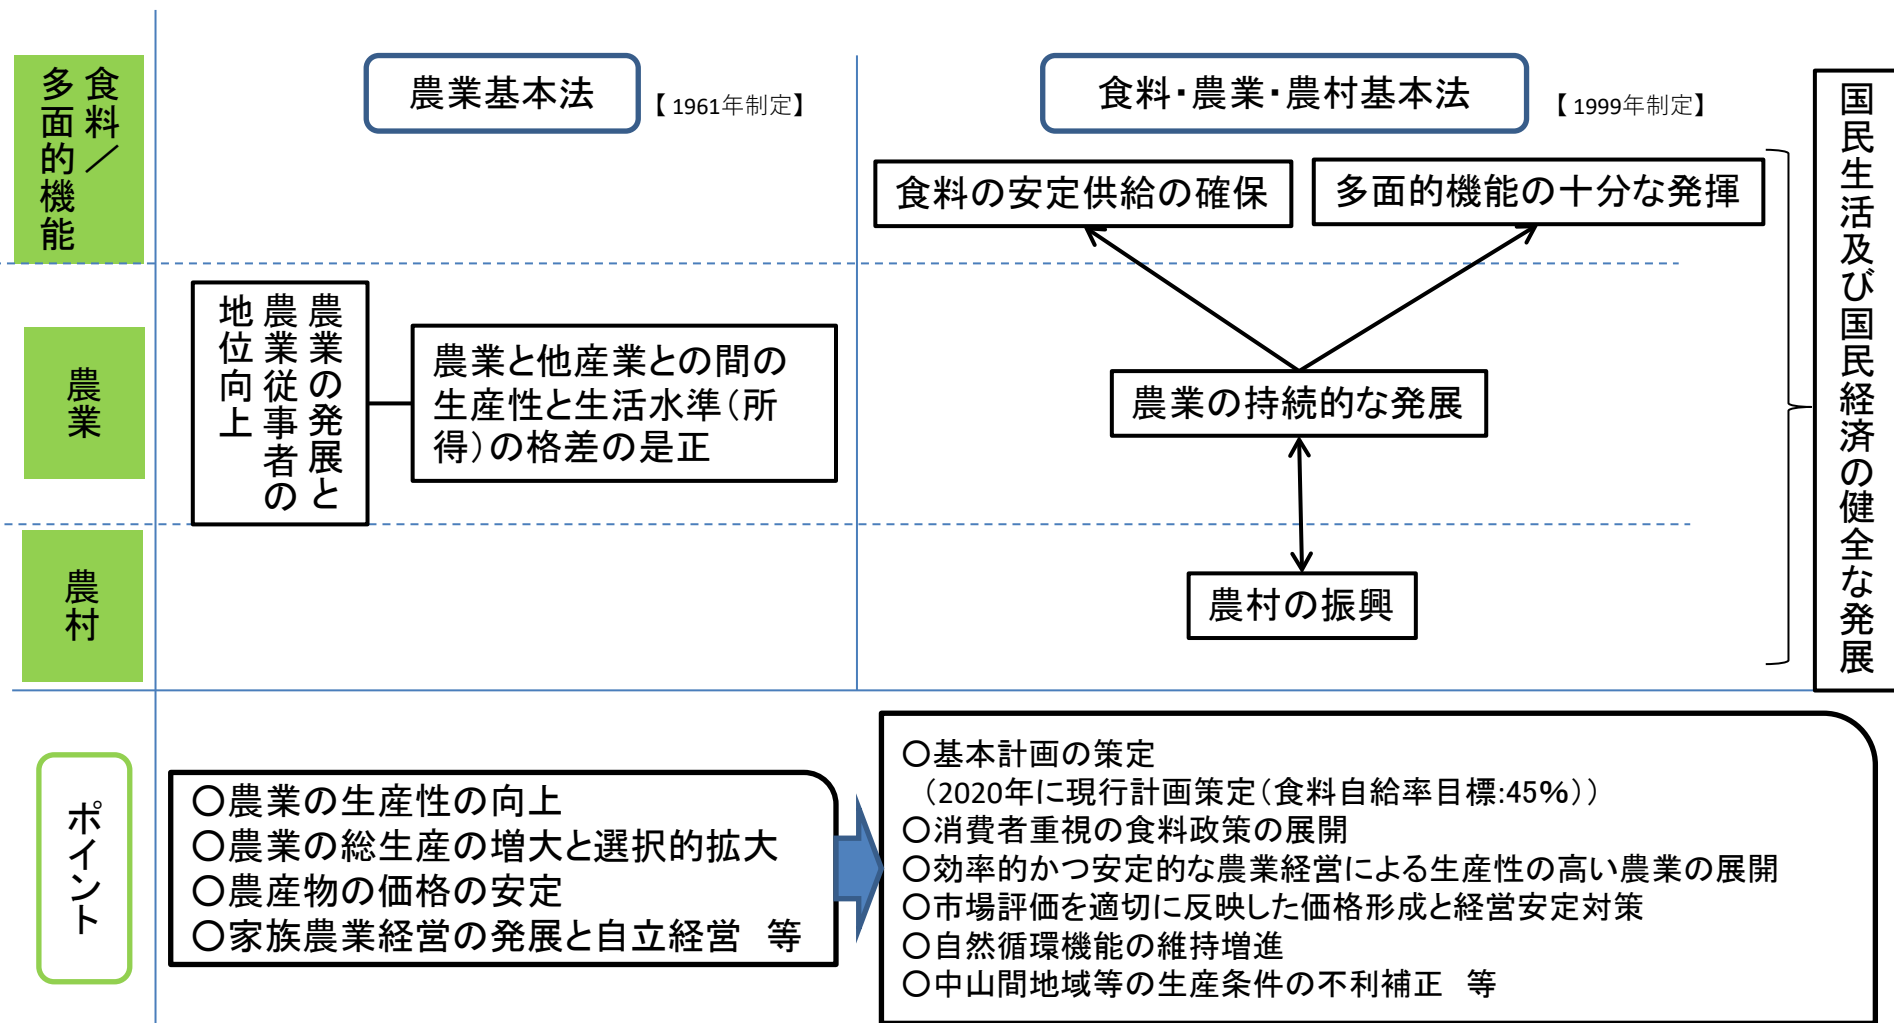 食料／
多面的機能
農業基本法
【1961年制定】
食料・農業・農村基本法
【1999年制定】
食料の安定供給の確保
多面的機能の十分な発揮
国民生活及び国民経済の健全な発展
農業
農業の発展と
農業従事者の
地位向上
農業と他産業との間の
生産性と生活水準（所
得）の格差の是正
農業の持続的な発展
農村
農村の振興
ポイント
〇農業の生産性の向上
〇農業の総生産の増大と選択的拡大
〇農産物の価格の安定
〇家族農業経営の発展と自立経営　等
〇基本計画の策定
（2020年に現行計画策定（食料自給率目標:45％））
〇消費者重視の食料政策の展開
〇効率的かつ安定的な農業経営による生産性の高い農業の展開
〇市場評価を適切に反映した価格形成と経営安定対策
〇自然循環機能の維持増進
〇中山間地域等の生産条件の不利補正　等